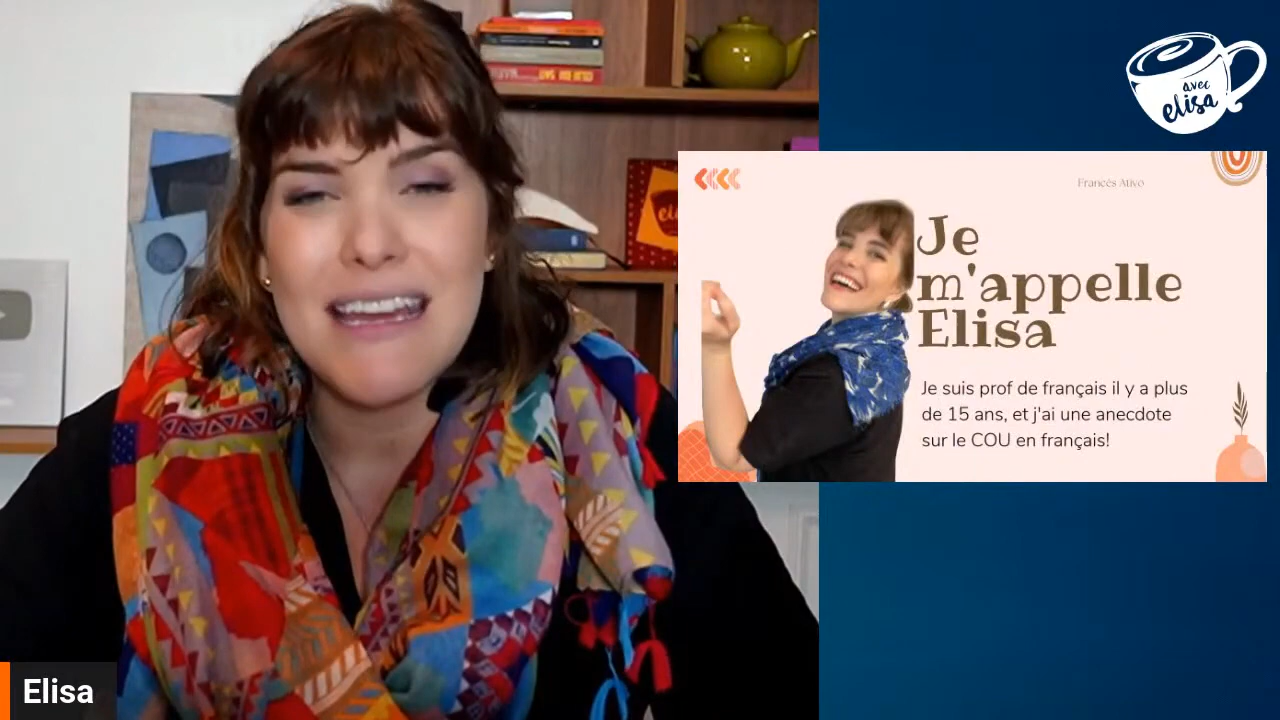 avec
elisa
Francês Ativo
Je
m'appelle
Elisa
Je suis prof de français il y a plus
de 15 ans, et j'ai une anecdote
sur le COU en français!
Elisa